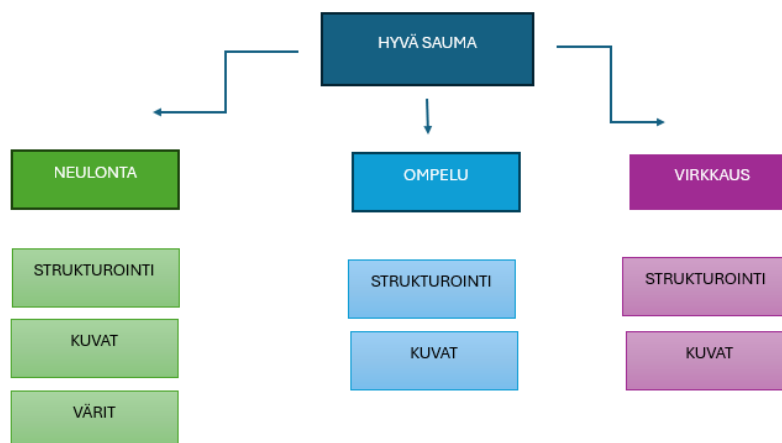 HYVÄ SAUMA
NEULONTA
OMPELU
VIRKKAUS
STRUKTUROINTI
STRUKTUROINTI
STRUKTUROINTI
KUVAT
KUVAT
KUVAT
VÄRIT